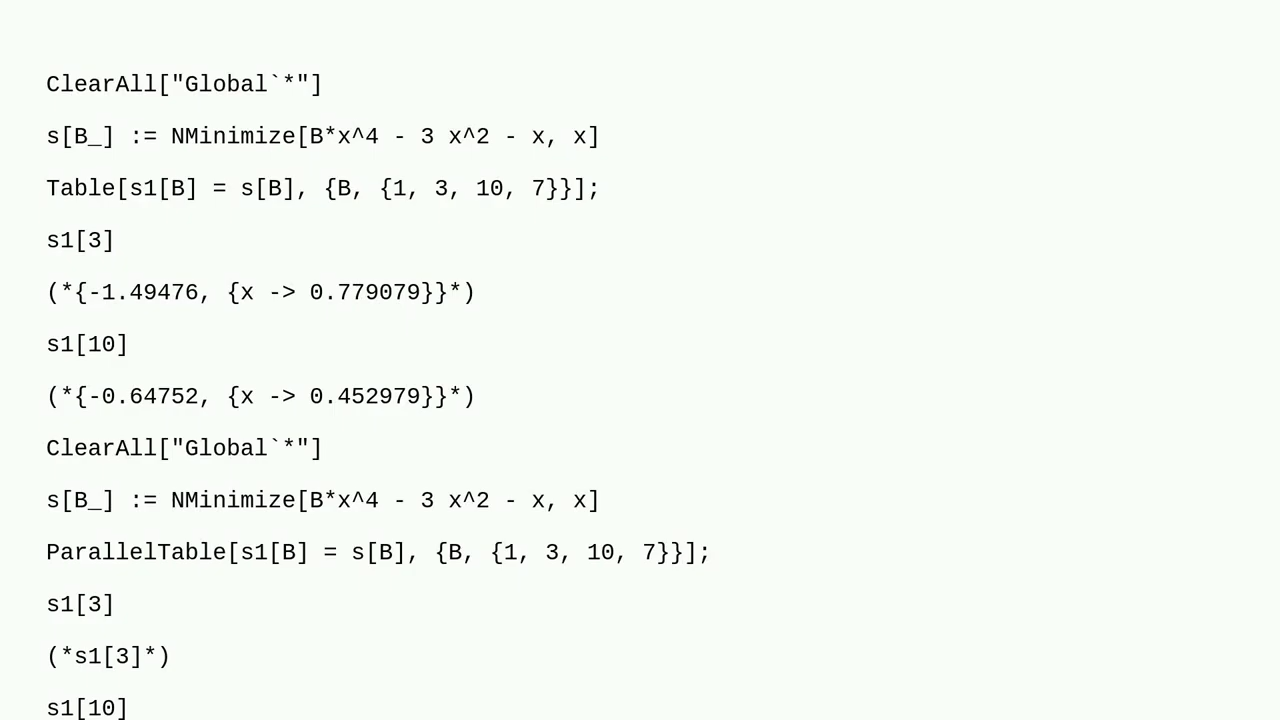 ClearAll["Global`*"]
s[B_] := NMinimize[B*x^4 - 3 x^2 - x, x]
Table[s1[B] = s[B], {B, {1, 3, 10, 7}}];
s1[3]
(*{-1.49476, {x -> 0.779079}}*)
s1[10]
(*{-0.64752, {x -> 0.452979}}*)
ClearAll["Global`*"]
s[B_] := NMinimize[B*x^4 - 3 x^2 - x, x]
ParallelTable[s1[B] = s[B], {B, {1, 3, 10, 7}}];
s1[3]
(*s1[3]*)
s1[10]